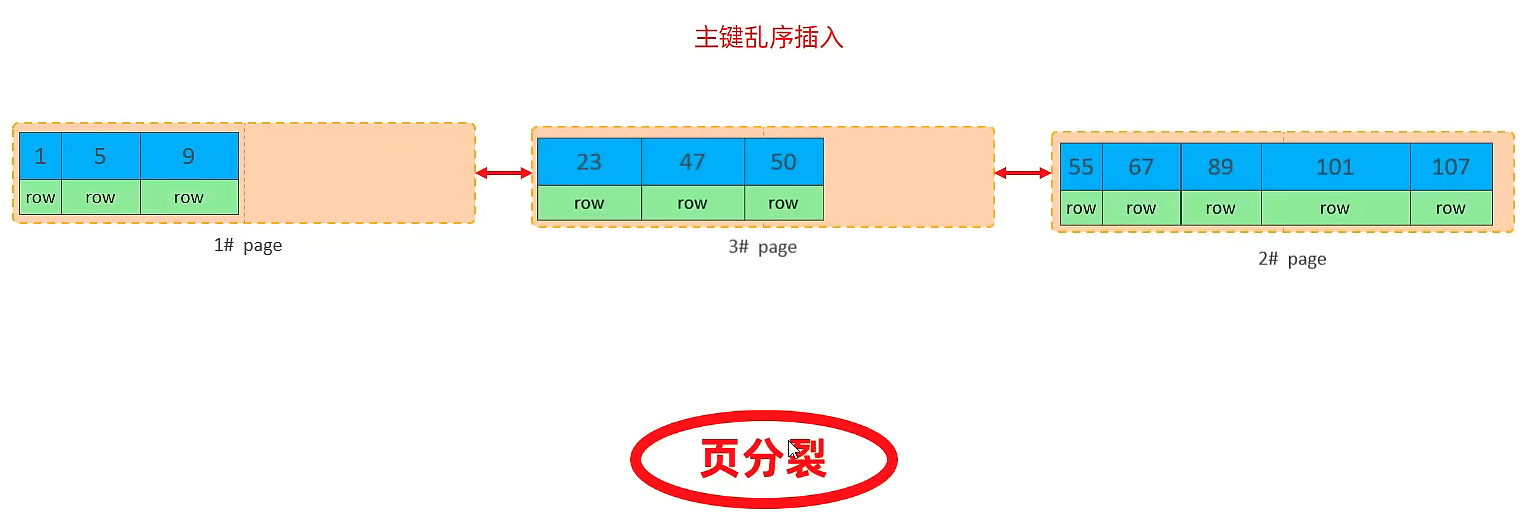 主键乱序插入
1 5 9
row row row
1# page
23 47 50
row row row
3# page
55 67 89 101 107
row row row row row
2# page
页分裂